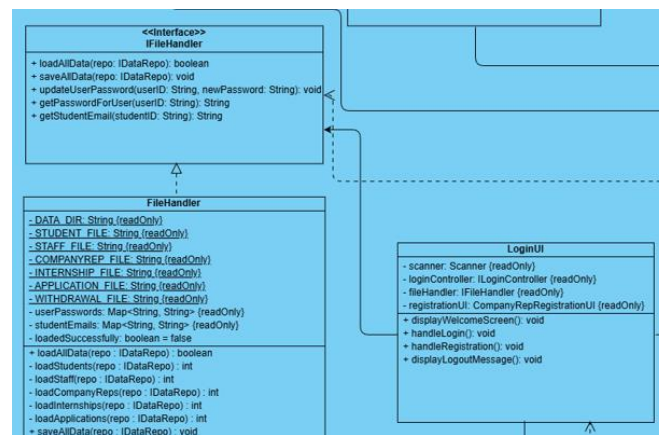 <<Interface>>
IFileHandler
+ loadAllData(repo: IDataRepo): boolean
+ saveAllData(repo: IDataRepo): void
+ updateUserPassword(userID: String, newPassword: String): void
+ getPasswordForUser(userID: String): String
+ getStudentEmail(studentID: String): String
FileHandler
- DATA_DIR: String {readOnly}
- STUDENT_FILE: String {readOnly}
- STAFF_FILE: String {readOnly}
- COMPANYREP_FILE: String {readOnly}
- INTERNSHIP_FILE: String {readOnly}
- APPLICATION_FILE: String {readOnly}
- WITHDRAWAL_FILE: String {readOnly}
- userPasswords: Map<String, String> {readOnly}
- studentEmails: Map<String, String> {readOnly}
- loadedSuccessfully: boolean = false
+ loadAllData(repo : IDataRepo) : boolean
- loadStudents(repo : IDataRepo) : int
- loadStaff(repo : IDataRepo) : int
- loadCompanyReps(repo : IDataRepo) : int
- loadInternships(repo : IDataRepo) : int
- loadApplications(repo : IDataRepo) : int
+ saveAllData(repo : IDataRepo) : void
LoginUI
- scanner: Scanner {readOnly}
- loginController: ILoginController {readOnly}
- fileHandler: IFileHandler {readOnly}
- registrationUI: CompanyRepRegistrationUI {readOnly}
+ displayWelcomeScreen(): void
+ handleLogin(): void
+ handleRegistration(): void
+ displayLogoutMessage(): void